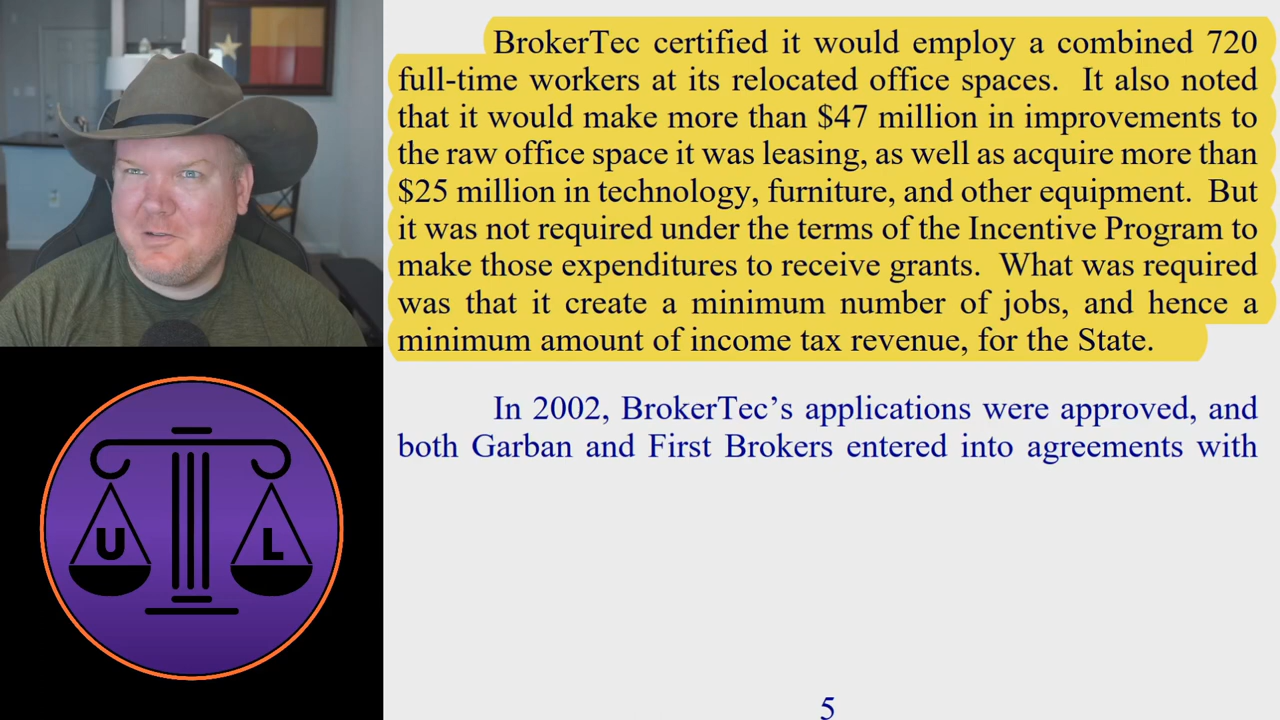 BrokerTec certified it would employ a combined 720
full-time workers at its relocated office spaces. It also noted
that it would make more than $47 million in improvements to
the raw office space it was leasing, as well as acquire more than
$25 million in technology, furniture, and other equipment. But
it was not required under the terms of the Incentive Program to
make those expenditures to receive grants. What was required
was that it create a minimum number of jobs, and hence a
minimum amount of income tax revenue, for the State.
In 2002, BrokerTec’s applications were approved, and
both Garban and First Brokers entered into agreements with
U L
5